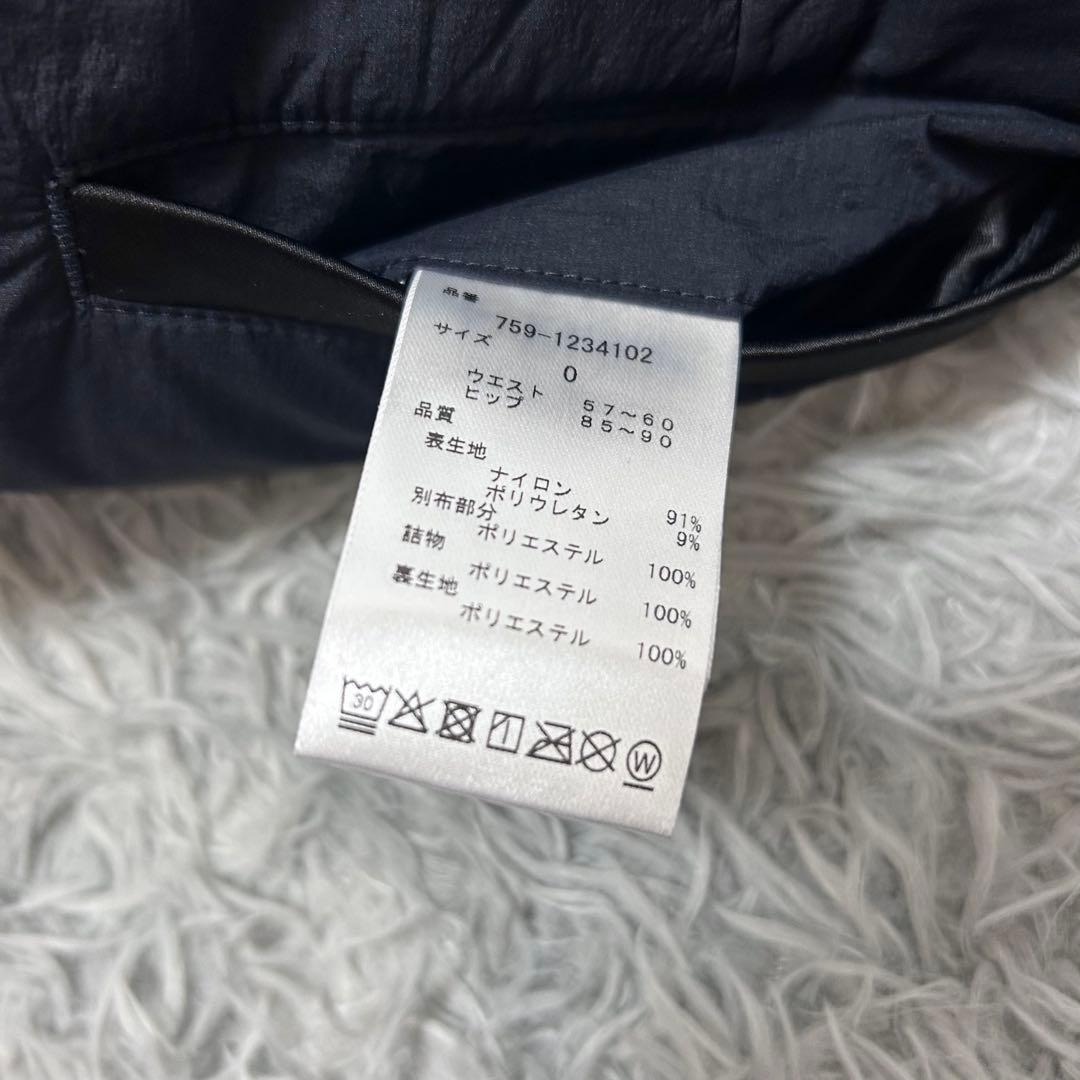 品番
759-1234102
サイズ
0
ウエスト 57～60
ヒップ 85～90
品質
表生地
ナイロン 91%
ポリウレタン 9%
別布部分
ポリエステル 100%
詰物
ポリエステル 100%
裏生地
ポリエステル 100%
30
W